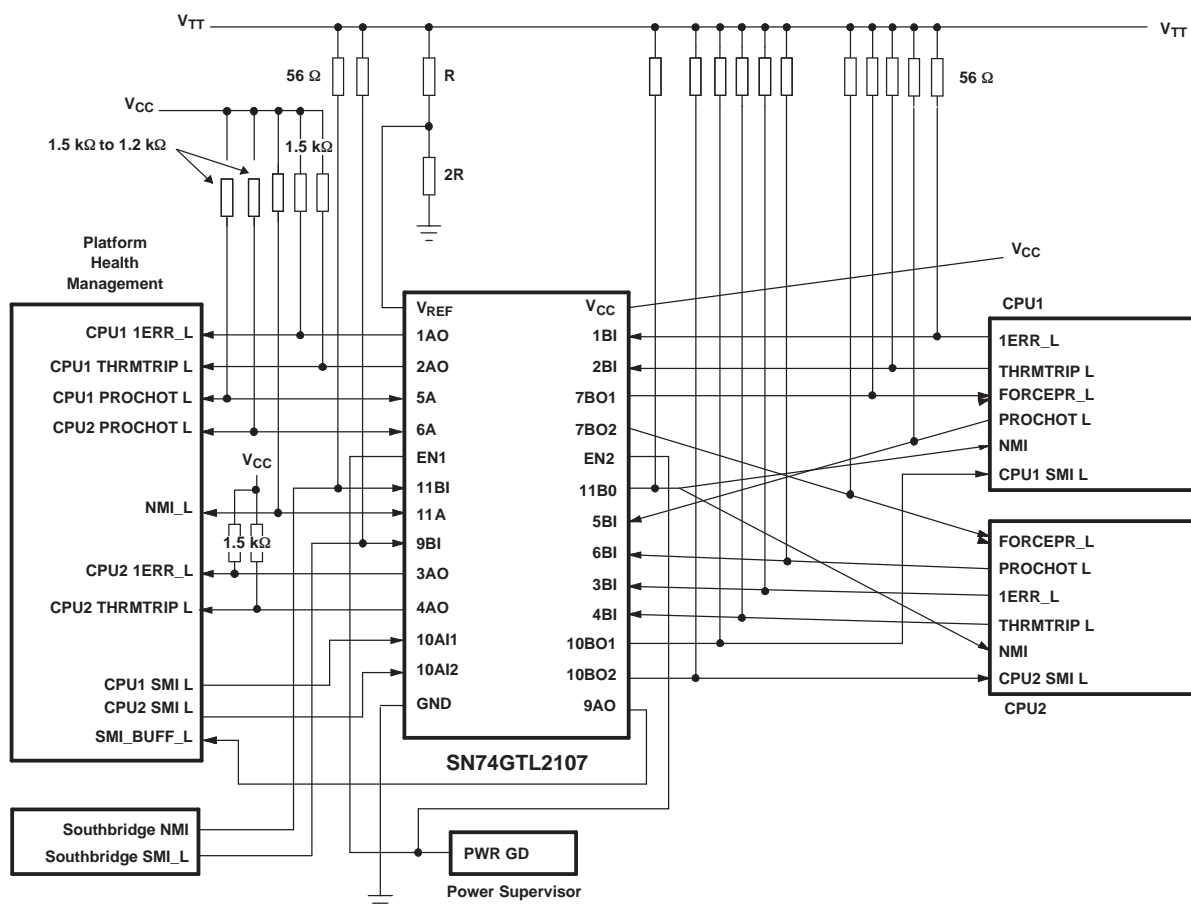 VTT
VTT
56 Ω
R
56 Ω
VCC
1.5 kΩ to 1.2 kΩ
1.5 kΩ
2R
Platform
Health
Management
CPU1 1ERR_L
CPU1 THRMTRIP L
CPU1 PROCHOT L
CPU2 PROCHOT L
VCC
NMI_L
1.5 kΩ
CPU2 1ERR_L
CPU2 THRMTRIP L
CPU1 SMI L
CPU2 SMI L
SMI_BUFF_L
VREF
1AO
2AO
5A
6A
EN1
11BI
11A
9BI
3AO
4AO
10AI1
10AI2
GND
VCC
1BI
2BI
7BO1
7BO2
EN2
11B0
5BI
6BI
3BI
4BI
10BO1
10BO2
9AO
SN74GTL2107
VCC
CPU1
1ERR_L
THRMTRIP L
FORCEPR_L
PROCHOT L
NMI
CPU1 SMI L
FORCEPR_L
PROCHOT L
1ERR_L
THRMTRIP L
NMI
CPU2 SMI L
CPU2
Southbridge NMI
Southbridge SMI_L
PWR GD
Power Supervisor